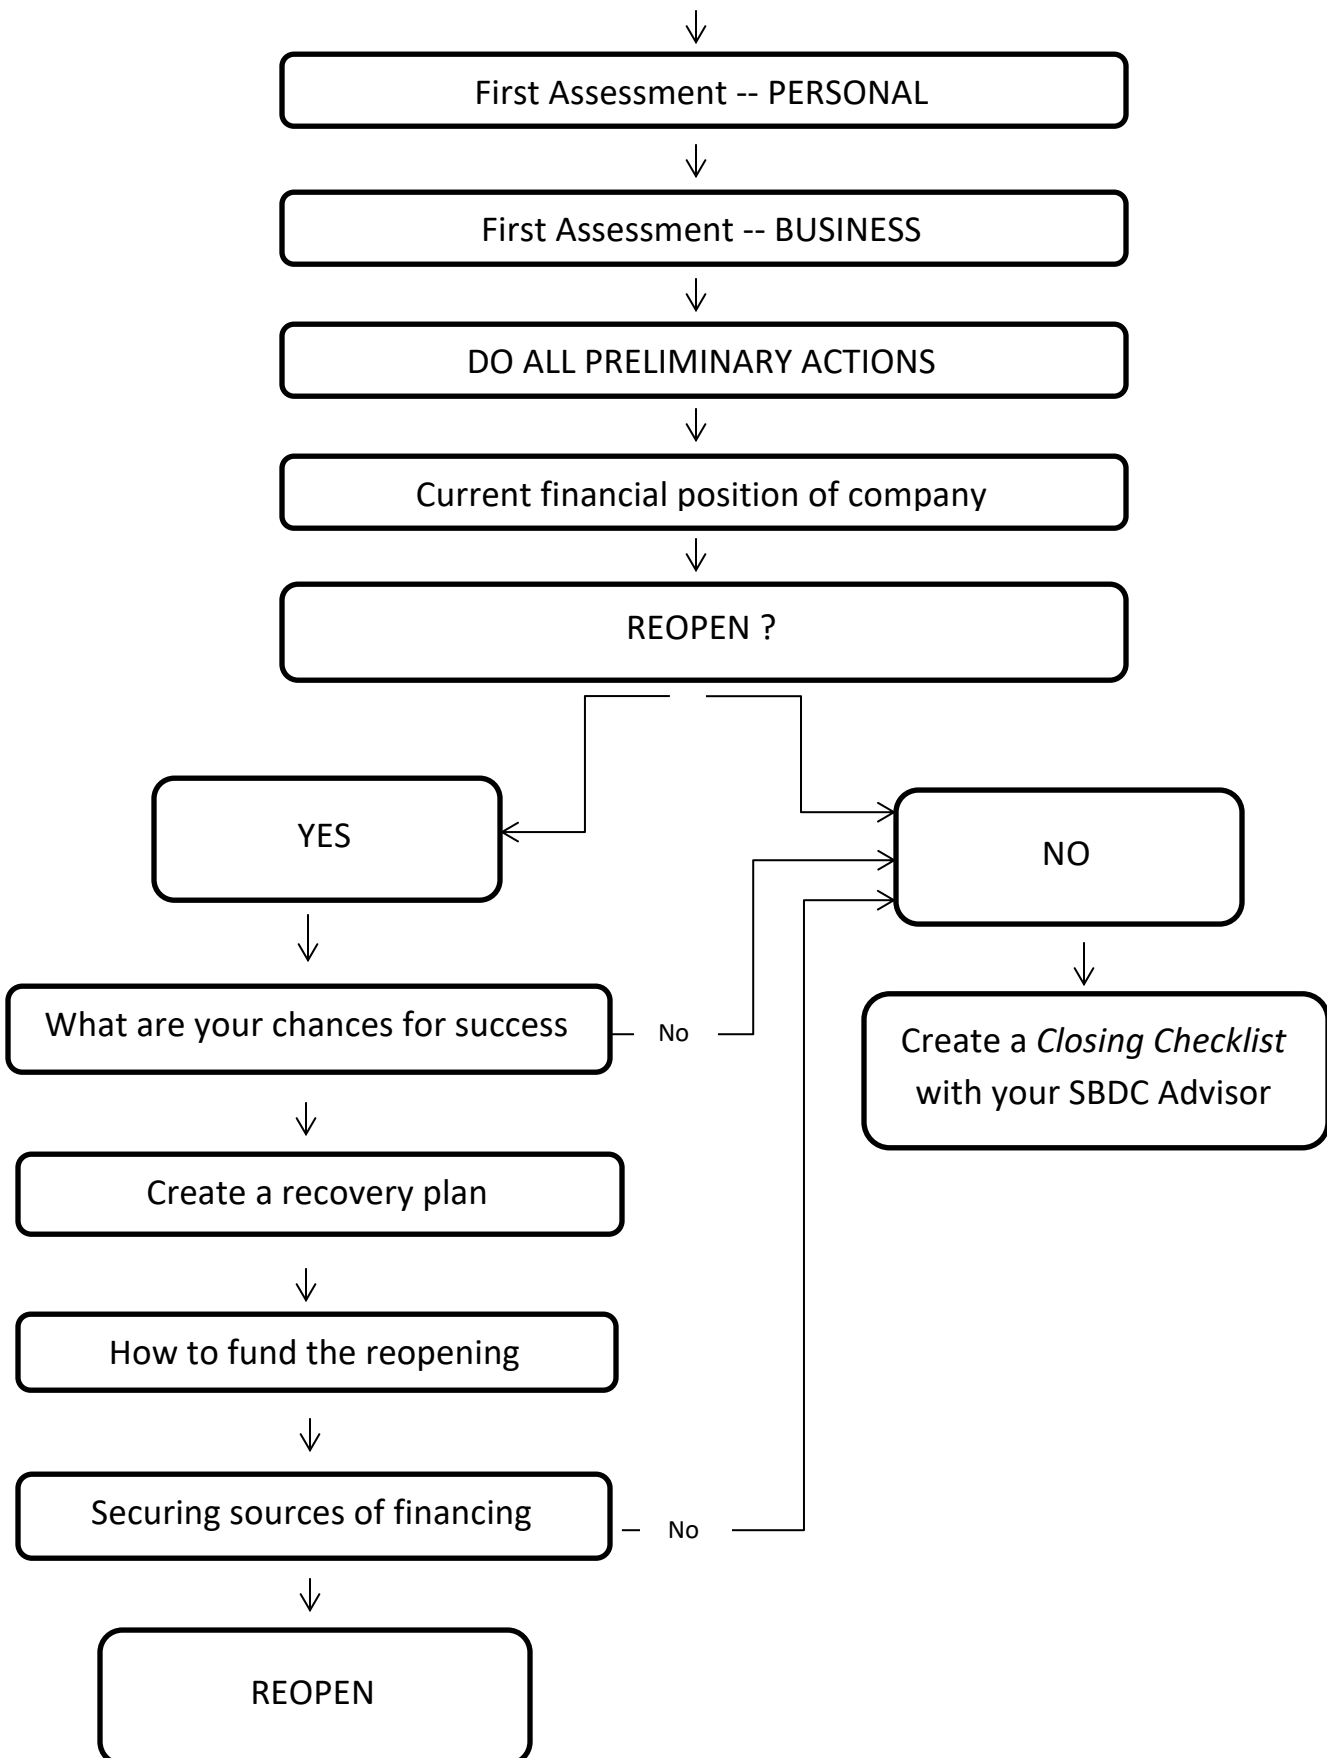 First Assessment -- PERSONAL
First Assessment -- BUSINESS
DO ALL PRELIMINARY ACTIONS
Current financial position of company
REOPEN ?
YES
NO
What are your chances for success
No
Create a Closing Checklist
with your SBDC Advisor
Create a recovery plan
How to fund the reopening
Securing sources of financing
No
REOPEN